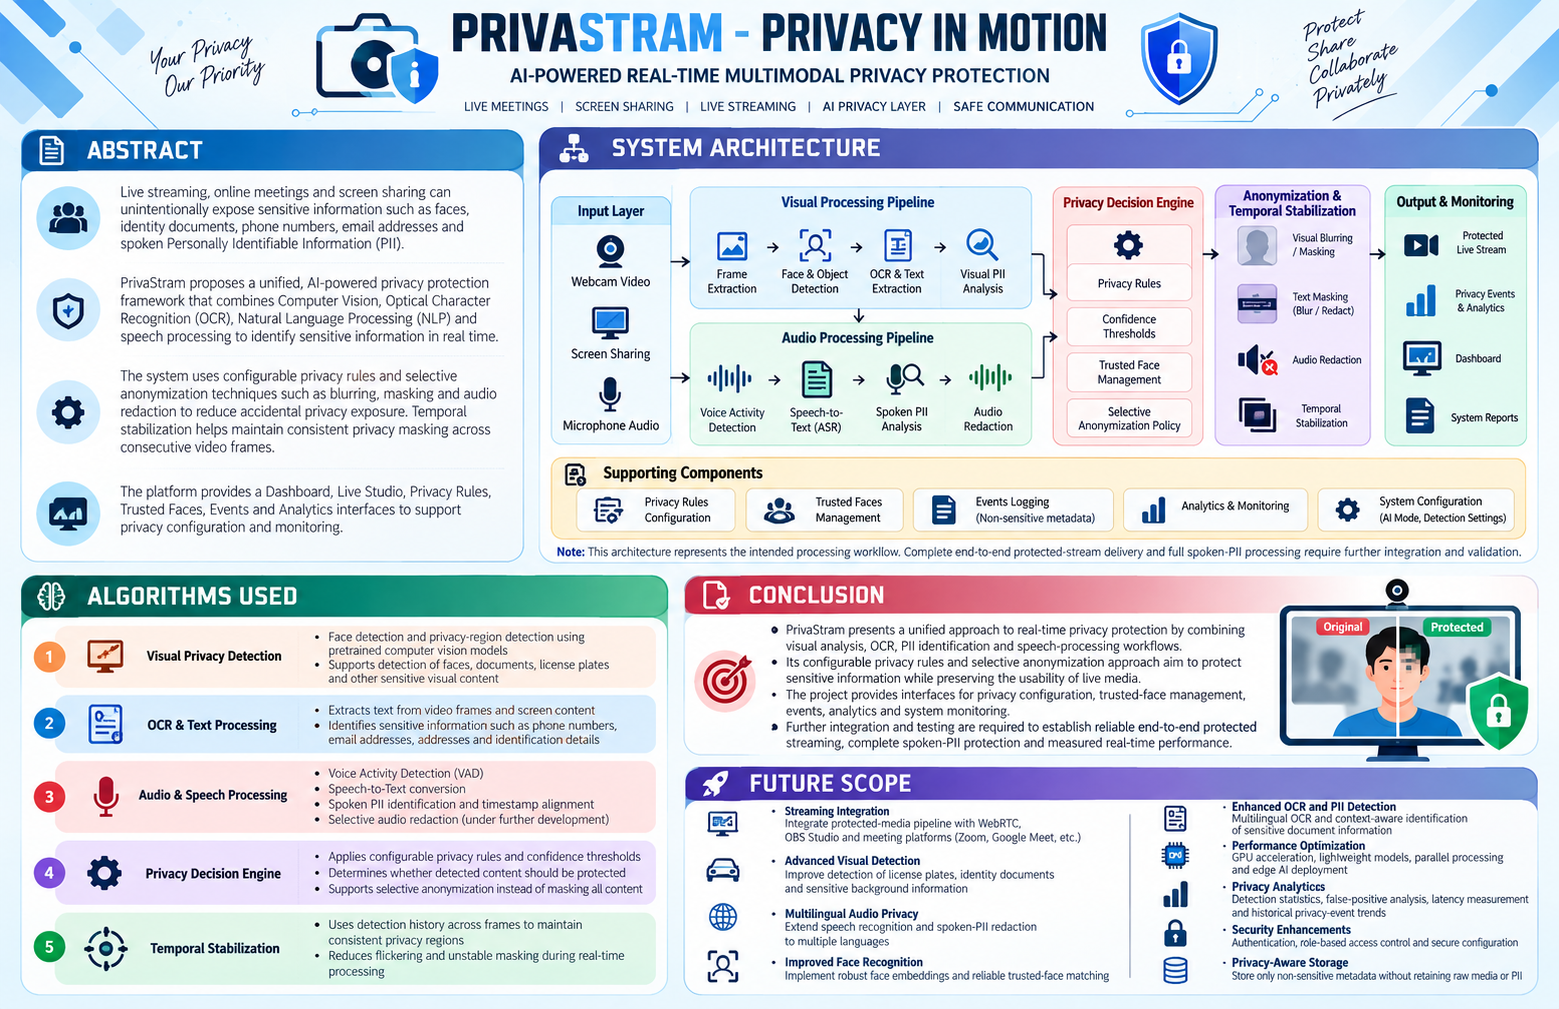 Your Privacy
Our Priority
PRIVASTRAM - PRIVACY IN MOTION
AI-POWERED REAL-TIME MULTIMODAL PRIVACY PROTECTION
LIVE MEETINGS | SCREEN SHARING | LIVE STREAMING | AI PRIVACY LAYER | SAFE COMMUNICATION
Protect
Share
Collaborate
Privately
ABSTRACT
Live streaming, online meetings and screen sharing can
unintentionally expose sensitive information such as faces,
identity documents, phone numbers, email addresses and
spoken Personally Identifiable Information (PII).
PrivaStram proposes a unified, AI-powered privacy protection
framework that combines Computer Vision, Optical Character
Recognition (OCR), Natural Language Processing (NLP) and
speech processing to identify sensitive information in real time.
The system uses configurable privacy rules and selective
anonymization techniques such as blurring, masking and audio
redaction to reduce accidental privacy exposure. Temporal
stabilization helps maintain consistent privacy masking across
consecutive video frames.
The platform provides a Dashboard, Live Studio, Privacy Rules,
Trusted Faces, Events and Analytics interfaces to support
privacy configuration and monitoring.
SYSTEM ARCHITECTURE
Input Layer
Webcam Video
Screen Sharing
Microphone Audio
Visual Processing Pipeline
Frame
Extraction
Face & Object
Detection
OCR & Text
Extraction
Visual PII
Analysis
Audio Processing Pipeline
Voice Activity
Detection
Speech-to-
Text (ASR)
Spoken PII
Analysis
Audio
Redaction
Privacy Decision Engine
Privacy Rules
Confidence
Thresholds
Trusted Face
Management
Selective
Anonymization Policy
Anonymization &
Temporal Stabilization
Visual Blurring
/ Masking
Text Masking
(Blur / Redact)
Audio Redaction
Temporal
Stabilization
Output & Monitoring
Protected
Live Stream
Privacy Events
& Analytics
Dashboard
System Reports
Supporting Components
Privacy Rules
Configuration
Trusted Faces
Management
Events Logging
(Non-sensitive metadata)
Analytics & Monitoring
System Configuration
(AI Mode, Detection Settings)
Note: This architecture represents the intended processing workllow. Complete end-to-end protected-stream delivery and full spoken-PII processing require further integration and validation.
ALGORITHMS USED
1
Visual Privacy Detection
• Face detection and privacy-region detection using
pretrained computer vision models
• Supports detection of faces, documents, license plates
and other sensitive visual content
2
OCR & Text Processing
• Extracts text from video frames and screen content
• Identifies sensitive information such as phone numbers,
email addresses, addresses and identification details
3
Audio & Speech Processing
• Voice Activity Detection (VAD)
• Speech-to-Text conversion
• Spoken PII identification and timestamp alignment
• Selective audio redaction (under further development)
4
Privacy Decision Engine
• Applies configurable privacy rules and confidence thresholds
• Determines whether detected content should be protected
• Supports selective anonymization instead of masking all content
5
Temporal Stabilization
• Uses detection history across frames to maintain
consistent privacy regions
• Reduces flickering and unstable masking during real-time
processing
CONCLUSION
• PrivaStram presents a unified approach to real-time privacy protection by combining
visual analysis, OCR, PII identification and speech-processing workflows.
• Its configurable privacy rules and selective anonymization approach aim to protect
sensitive information while preserving the usability of live media.
• The project provides interfaces for privacy configuration, trusted-face management,
events, analytics and system monitoring.
• Further integration and testing are required to establish reliable end-to-end protected
streaming, complete spoken-PII protection and measured real-time performance.
Original
Protected
FUTURE SCOPE
• Streaming Integration
Integrate protected-media pipeline with WebRTC,
OBS Studio and meeting platforms (Zoom, Google Meet, etc.)
• Advanced Visual Detection
Improve detection of license plates, identity documents
and sensitive background information
• Multilingual Audio Privacy
Extend speech recognition and spoken-PII redaction
to multiple languages
• Improved Face Recognition
Implement robust face embeddings and reliable trusted-face matching
• Enhanced OCR and PII Detection
Multilingual OCR and context-aware identification
of sensitive document information
• Performance Optimization
GPU acceleration, lighlweight models, parallel processing
and edge AI deployment
• Privacy Analyticcs
Detection statistics, false-positive analysis, latency measurement
and historical privacy-event trends
• Security Enhancements
Authentication, role-based access control and secure configuration
• Privacy-Aware Storage
Store only non-sensitive metadata without retaining raw media or PII